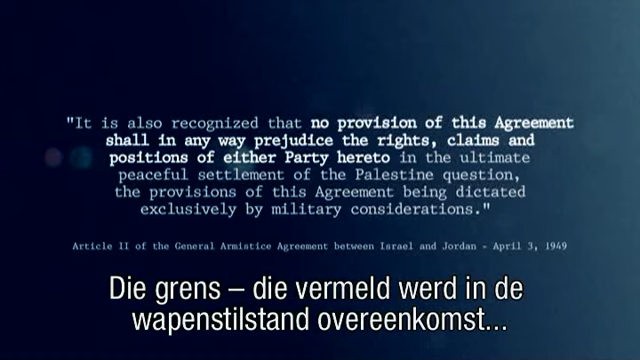 "It is also recognized that no provision of this Agreement
shall in any way prejudice the rights, claims and
positions of either Party hereto in the ultimate
peaceful settlement of the Palestine question,
the provisions of this Agreement being dictated
exclusively by military considerations."
Article II of the General Armistice Agreement between Israel and Jordan - April 3, 1949
Die grens – die vermeld werd in de
wapenstilstand overeenkomst...